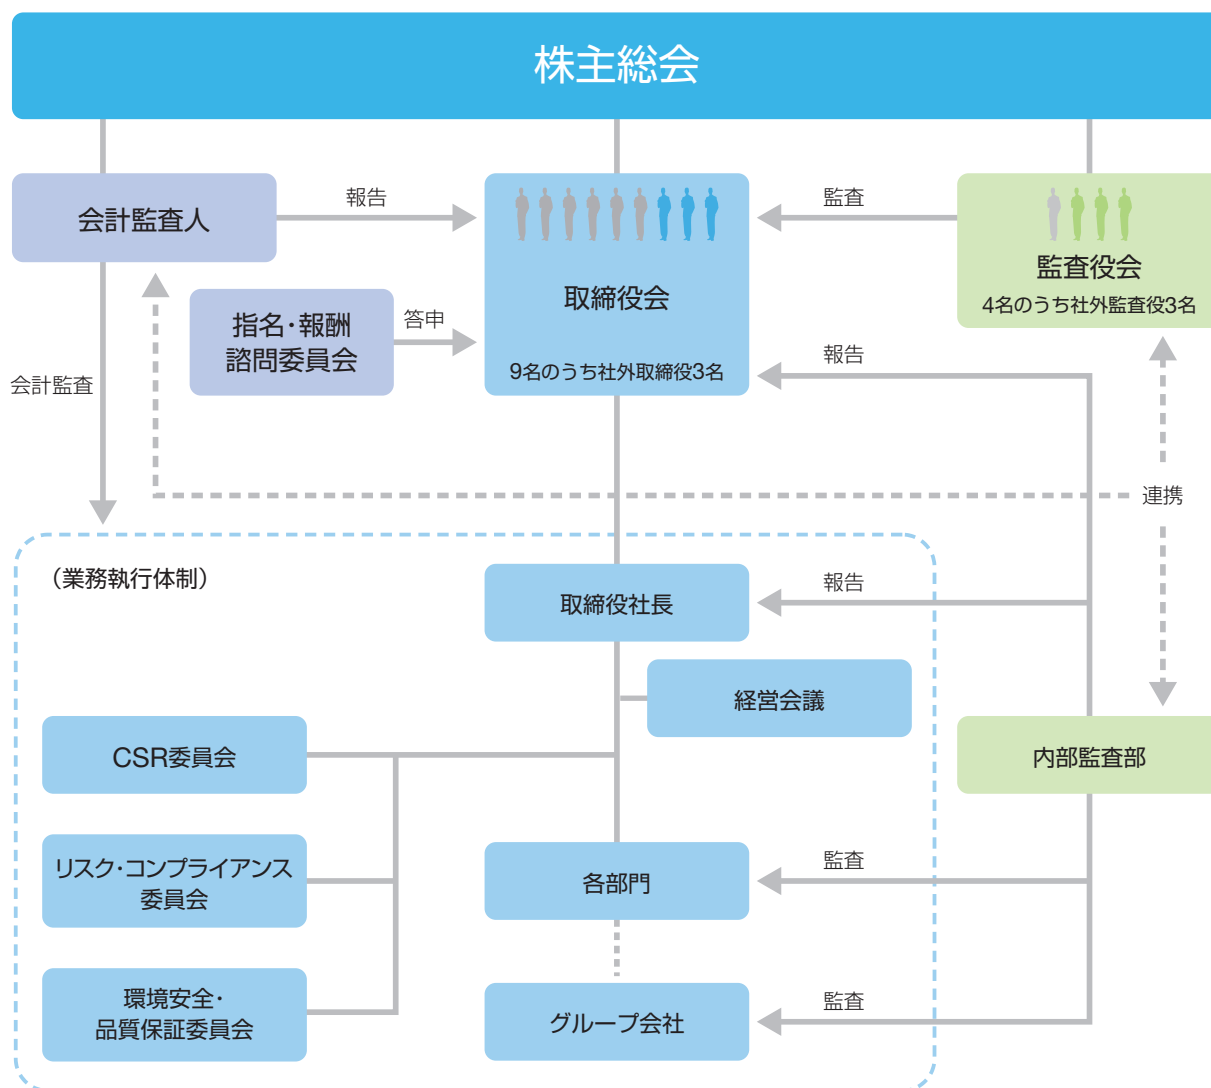 株主総会
会計監査人
報告
監査
監査役会
4名のうち社外監査役3名
取締役会
9名のうち社外取締役3名
指名・報酬
諮問委員会
答申
報告
会計監査
連携
（業務執行体制）
取締役社長
報告
経営会議
CSR委員会
内部監査部
リスク・コンプライアンス
委員会
各部門
監査
環境安全・
品質保証委員会
グループ会社
監査